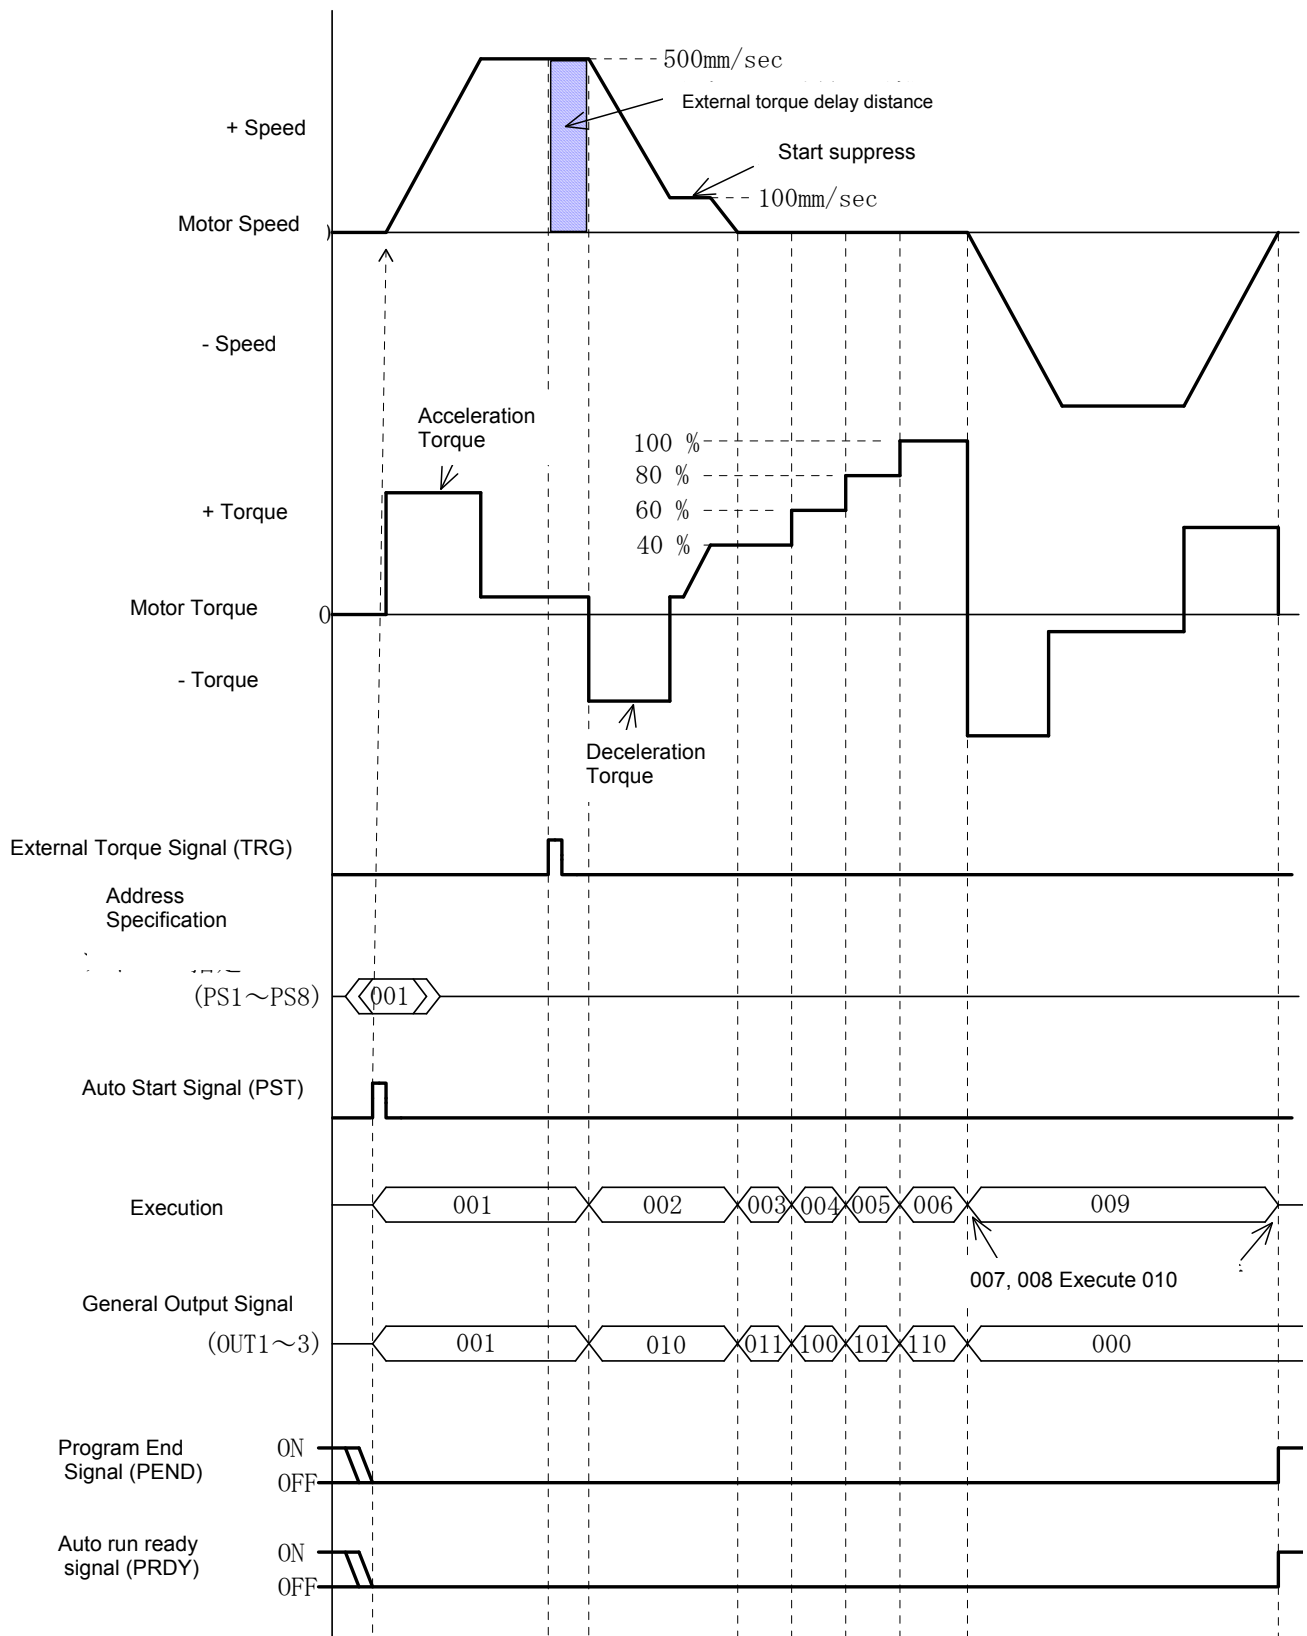 500mm/sec
External torque delay distance
+ Speed
Start suppress
100mm/sec
Motor Speed
- Speed
Acceleration
Torque
100 %
80 %
+ Torque
60 %
40 %
Motor Torque
0
- Torque
Deceleration
Torque
External Torque Signal (TRG)
Address
Specification
(PS1～PS8)
001
Auto Start Signal (PST)
Execution
001
002
003
004
005
006
009
007, 008 Execute 010
General Output Signal
(OUT1～3)
001
010
011
100
101
110
000
Program End
Signal (PEND)
ON
OFF
Auto run ready
signal (PRDY)
ON
OFF